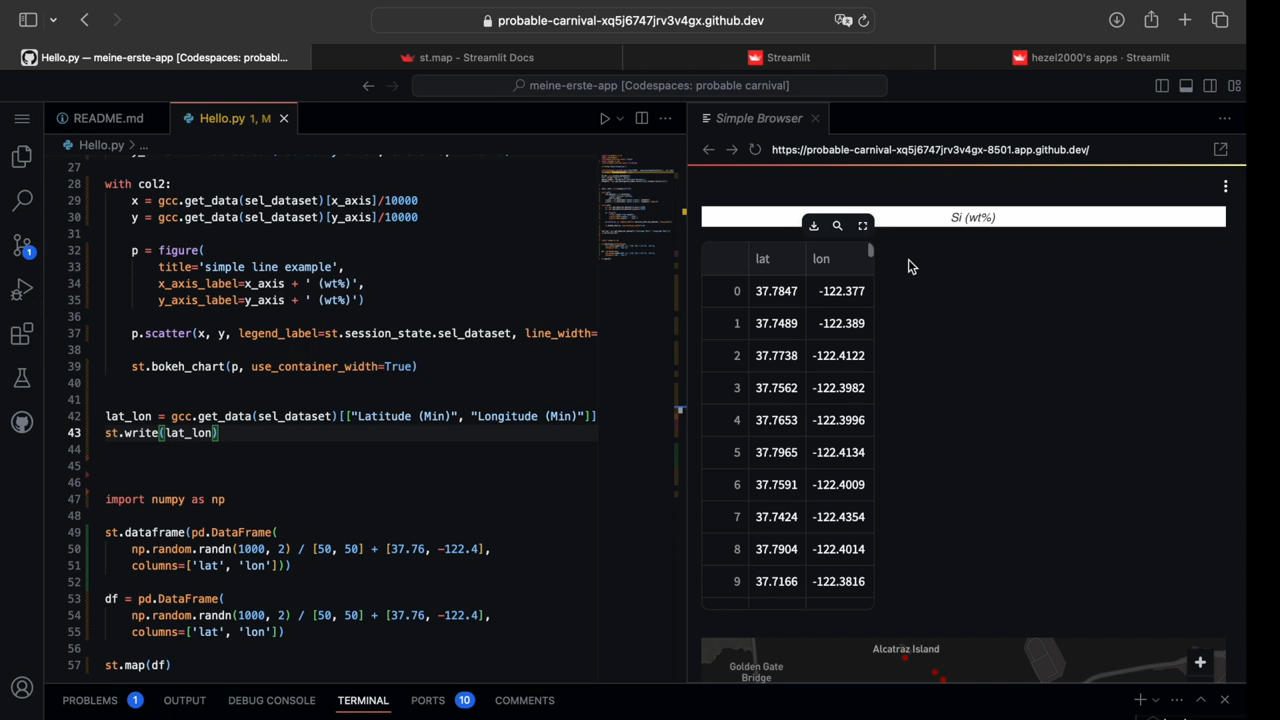 probable-carnival-xq5j6747jrv3v4gx.github.dev
Hello.py — meine-erste-app [Codespaces: probabl...
st.map - Streamlit Docs
Streamlit
hezel2000's apps · Streamlit
meine-erste-app [Codespaces: probable carnival]
README.md
Hello.py 1, M
Simple Browser
Hello.py > ...
https://probable-carnival-xq5j6747jrv3v4gx-8501.app.github.dev/
27
28 with col2:
29 x = gcc.get_data(sel_dataset)[x_axis]/10000
30 y = gcc.get_data(sel_dataset)[y_axis]/10000
31
32 p = figure(
33 title='simple line example',
34 x_axis_label=x_axis + ' (wt%)',
35 y_axis_label=y_axis + ' (wt%)')
36
37 p.scatter(x, y, legend_label=st.session_state.sel_dataset, line_width=
38
39 st.bokeh_chart(p, use_container_width=True)
40
41
42 lat_lon = gcc.get_data(sel_dataset)[["Latitude (Min)", "Longitude (Min)"]]
43 st.write(lat_lon)
44
45
46
47 import numpy as np
48
49 st.dataframe(pd.DataFrame(
50 np.random.randn(1000, 2) / [50, 50] + [37.76, -122.4],
51 columns=['lat', 'lon']))
52
53 df = pd.DataFrame(
54 np.random.randn(1000, 2) / [50, 50] + [37.76, -122.4],
55 columns=['lat', 'lon'])
56
57 st.map(df)
Si (wt%)
lat lon
0 37.7847 -122.377
1 37.7489 -122.389
2 37.7738 -122.4122
3 37.7562 -122.3982
4 37.7653 -122.3996
5 37.7965 -122.4134
6 37.7591 -122.4009
7 37.7424 -122.4354
8 37.7904 -122.4014
9 37.7166 -122.3816
Alcatraz Island
Golden Gate
Bridge
+
1
PROBLEMS 1
OUTPUT
DEBUG CONSOLE
TERMINAL
PORTS 10
COMMENTS